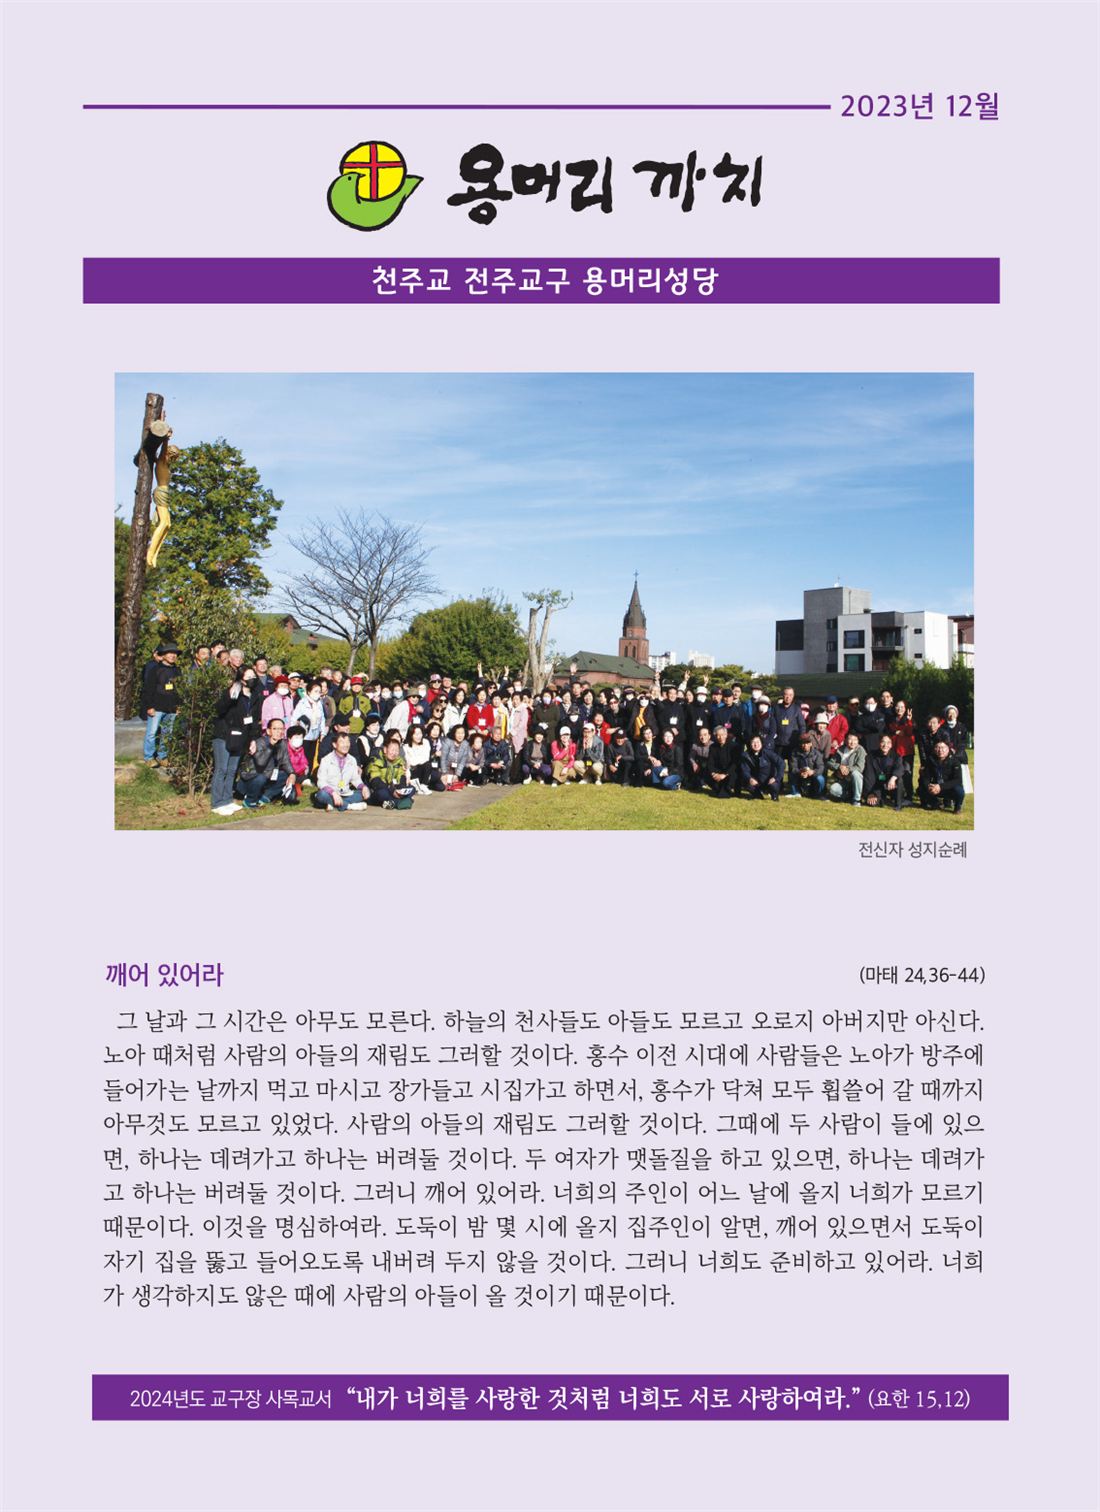 2023년 12월
용머리 까치
천주교 전주교구 용머리성당
전신자 성지순례
깨어 있어라
(마태 24,36-44)
그 날과 그 시간은 아무도 모른다. 하늘의 천사들도 아들도 모르고 오로지 아버지만 아신다.
노아 때처럼 사람의 아들의 재림도 그러할 것이다. 홍수 이전 시대에 사람들은 노아가 방주에
들어가는 날까지 먹고 마시고 장가들고 시집가고 하면서, 홍수가 닥쳐 모두 휩쓸어 갈 때까지
아무것도 모르고 있었다. 사람의 아들의 재림도 그러할 것이다. 그때에 두 사람이 들에 있으
면, 하나는 데려가고 하나는 버려둘 것이다. 두 여자가 맷돌질을 하고 있으면, 하나는 데려가
고 하나는 버려둘 것이다. 그러니 깨어 있어라. 너희의 주인이 어느 날에 올지 너희가 모르기
때문이다. 이것을 명심하여라. 도둑이 밤 몇 시에 올지 집주인이 알면, 깨어 있으면서 도둑이
자기 집을 뚫고 들어오도록 내버려 두지 않을 것이다. 그러니 너희도 준비하고 있어라. 너희
가 생각하지도 않은 때에 사람의 아들이 올 것이기 때문이다.
2024년도 교구장 사목교서 “내가 너희를 사랑한 것처럼 너희도 서로 사랑하여라.” (요한 15,12)